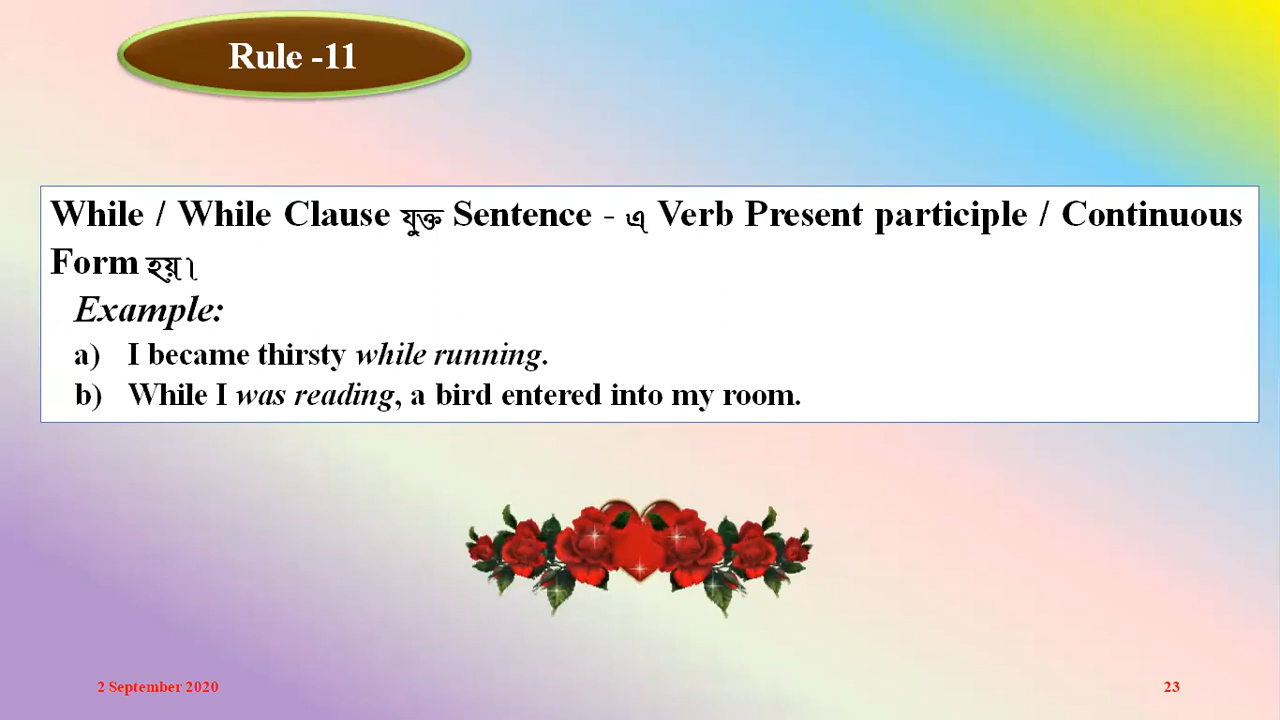 Rule -11
While / While Clause যুক্ত Sentence - এ Verb Present participle / Continuous
Form হয়।
Example:
a) I became thirsty while running.
b) While I was reading, a bird entered into my room.
2 September 2020
23